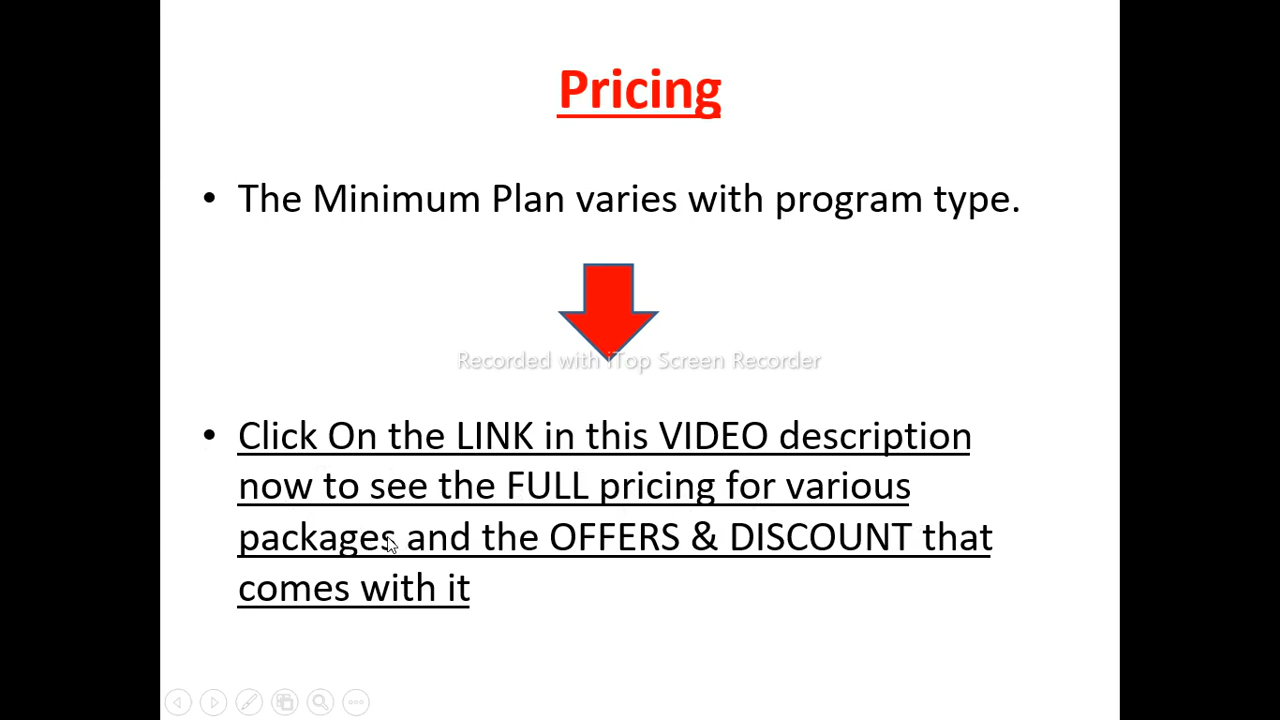 Pricing
• The Minimum Plan varies with program type.
Recorded with iTop Screen Recorder
• Click On the LINK in this VIDEO description
now to see the FULL pricing for various
packages and the OFFERS & DISCOUNT that
comes with it